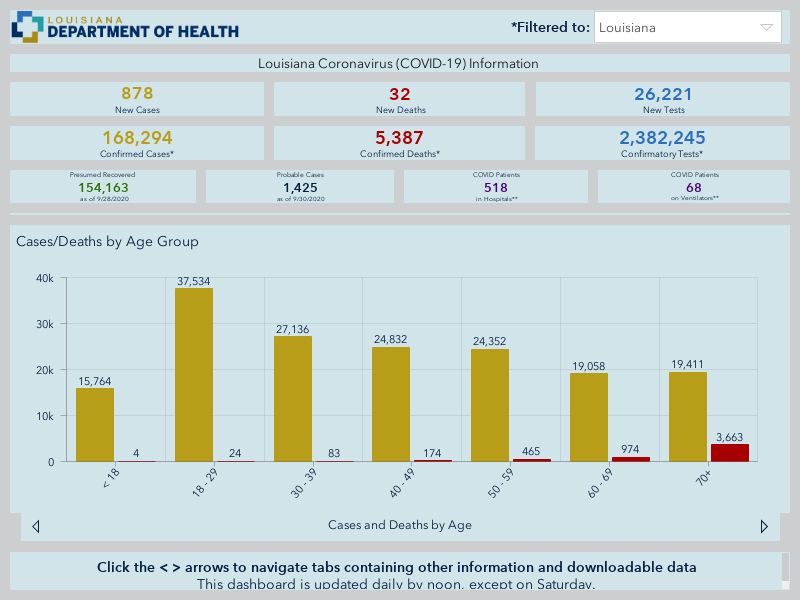 LOUISIANA
DEPARTMENT OF HEALTH
*Filtered to: Louisiana
Louisiana Coronavirus (COVID-19) Information
878
New Cases
32
New Deaths
26,221
New Tests
168,294
Confirmed Cases*
5,387
Confirmed Deaths*
2,382,245
Confirmatory Tests*
Presumed Recovered
154,163
as of 9/28/2020
Probable Cases
1,425
as of 9/30/2020
COVID Patients
518
in Hospitals**
COVID Patients
68
on Ventilators**
Cases/Deaths by Age Group
40k
30k
20k
10k
0
15,764
4
37,534
24
27,136
83
24,832
174
24,352
465
19,058
974
19,411
3,663
< 18
18 - 29
30 - 39
40 - 49
50 - 59
60 - 69
70+
Cases and Deaths by Age
Click the < > arrows to navigate tabs containing other information and downloadable data
This dashboard is updated daily by noon, except on Saturday.